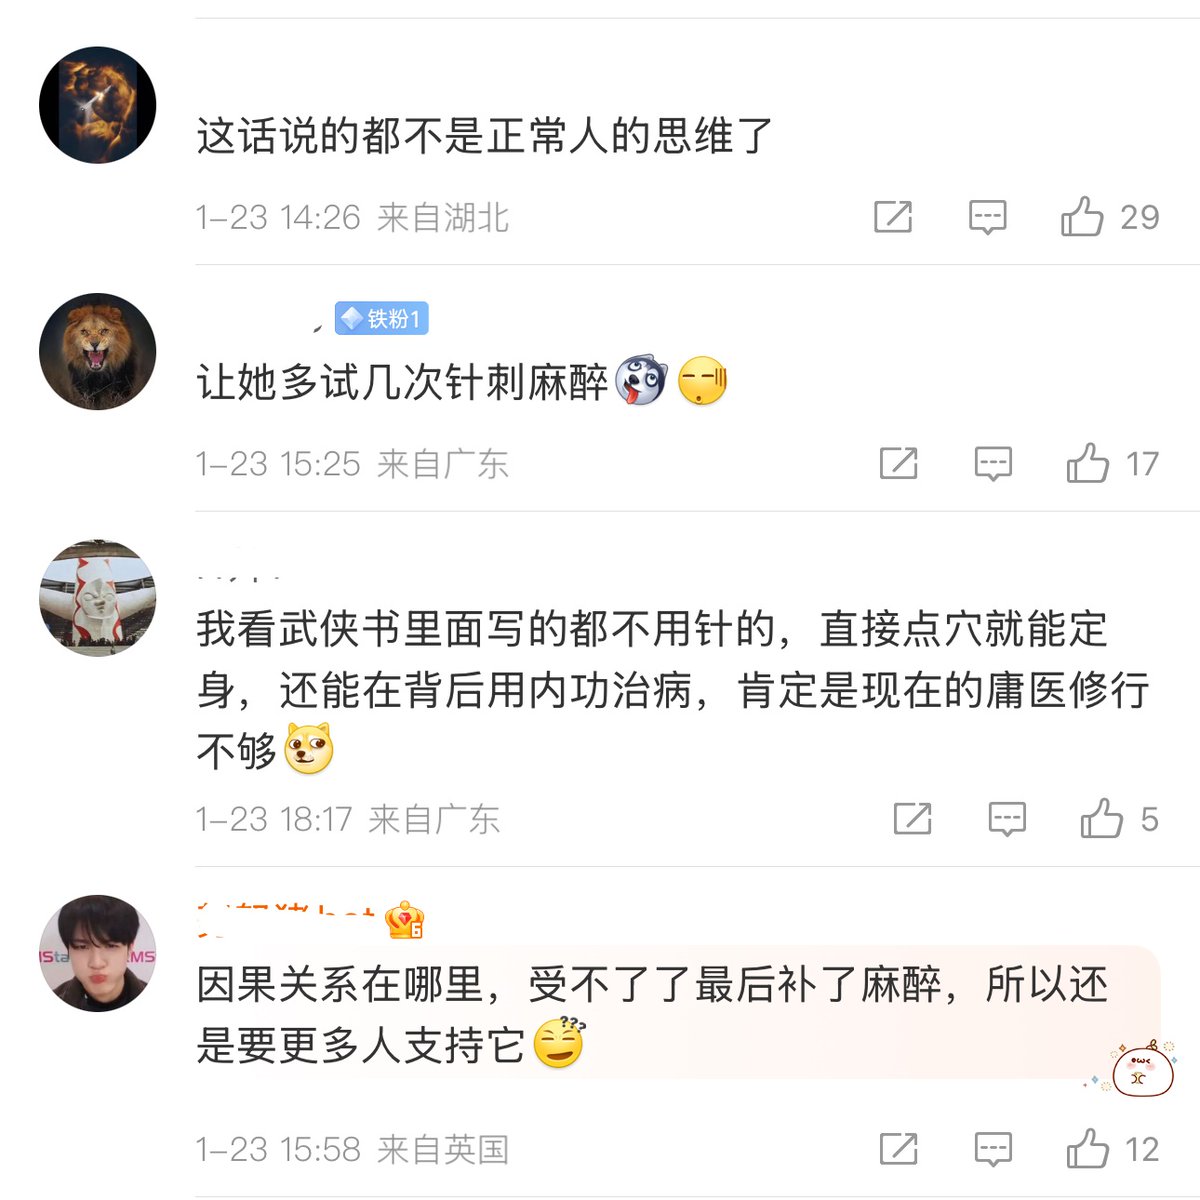 这话说的都不是正常人的思维了
1-23 14:26 来自湖北
29
铁粉1
让她多试几次针刺麻醉
1-23 15:25 来自广东
17
我看武侠书里面写的都不用针的，直接点穴就能定
身，还能在背后用内功治病，肯定是现在的庸医修行
不够
1-23 18:17 来自广东
5
6
因果关系在哪里，受不了了最后补了麻醉，所以还
是要更多人支持它
1-23 15:58 来自英国
12